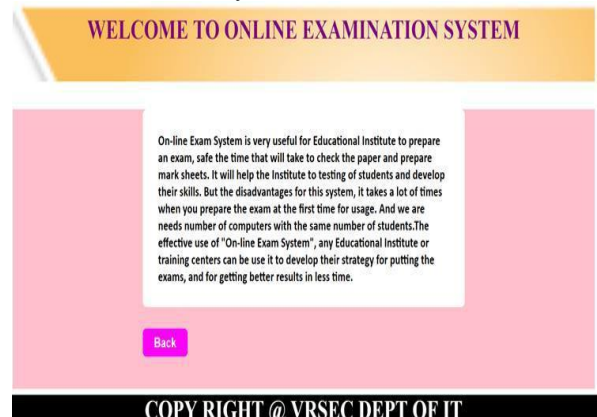 WELCOME TO ONLINE EXAMINATION SYSTEM
On-line Exam System is very useful for Educational Institute to prepare
an exam, safe the time that will take to check the paper and prepare
mark sheets. It will help the Institute to testing of students and develop
their skills. But the disadvantages for this system, it takes a lot of times
when you prepare the exam at the first time for usage. And we are
needs number of computers with the same number of students.The
effective use of "On-line Exam System", any Educational Institute or
training centers can be use it to develop their strategy for putting the
exams, and for getting better results in less time.
Back
COPY RIGHT @ VRSEC DEPT OF IT